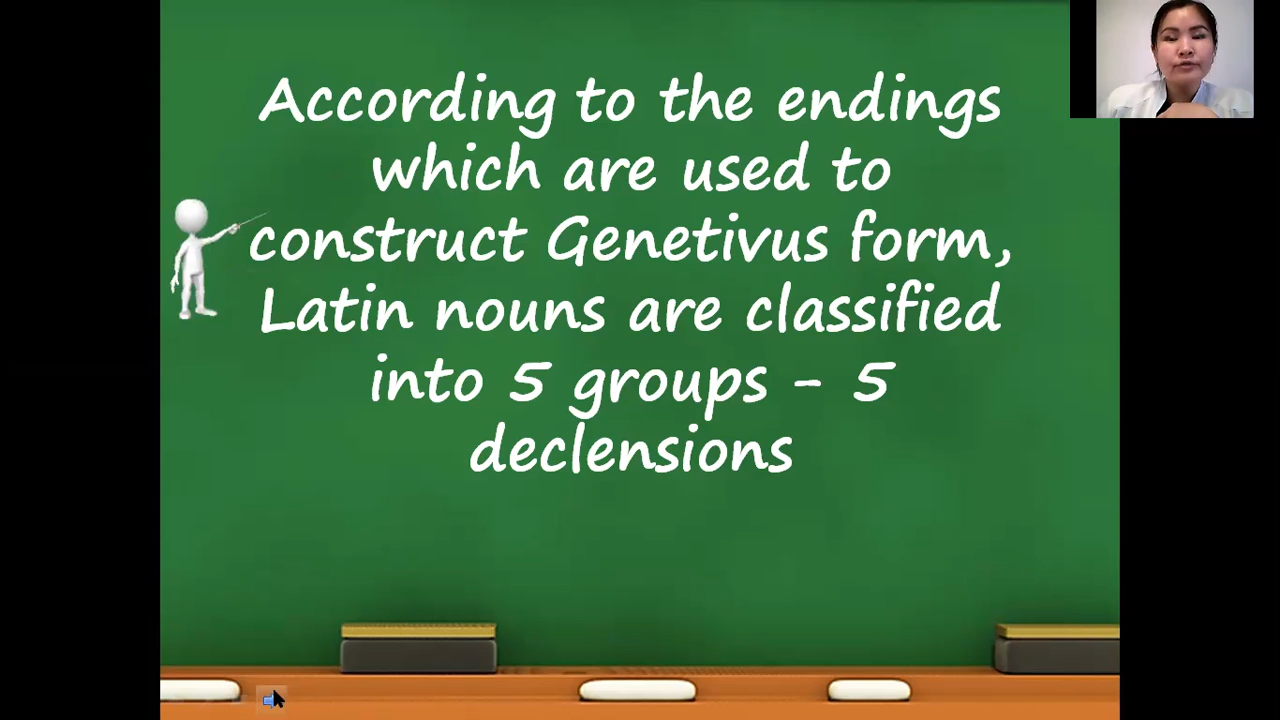 According to the endings
which are used to
construct Genetivus form,
Latin nouns are classified
into 5 groups - 5
declensions